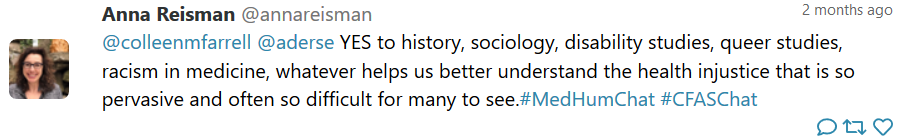 Anna Reisman @annareisman 2 months ago
@colleenmfarrell @aderse YES to history, sociology, disability studies, queer studies,
racism in medicine, whatever helps us better understand the health injustice that is so
pervasive and often so difficult for many to see.#MedHumChat #CFASChat